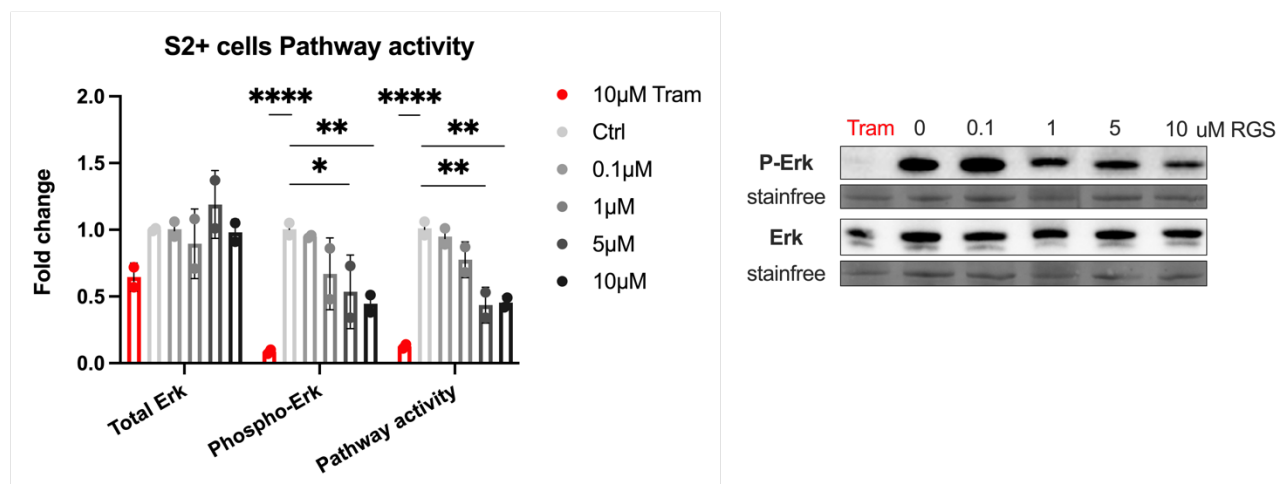 S2+ cells Pathway activity
Fold change
2.0
1.5
1.0
0.5
0.0
**** ****
** **
* **
Total Erk
Phospho-Erk
Pathway activity
10μM Tram
Ctrl
0.1μM
1μM
5μM
10μM
Tram 0 0.1 1 5 10 uM RGS
P-Erk
stainfree
Erk
stainfree